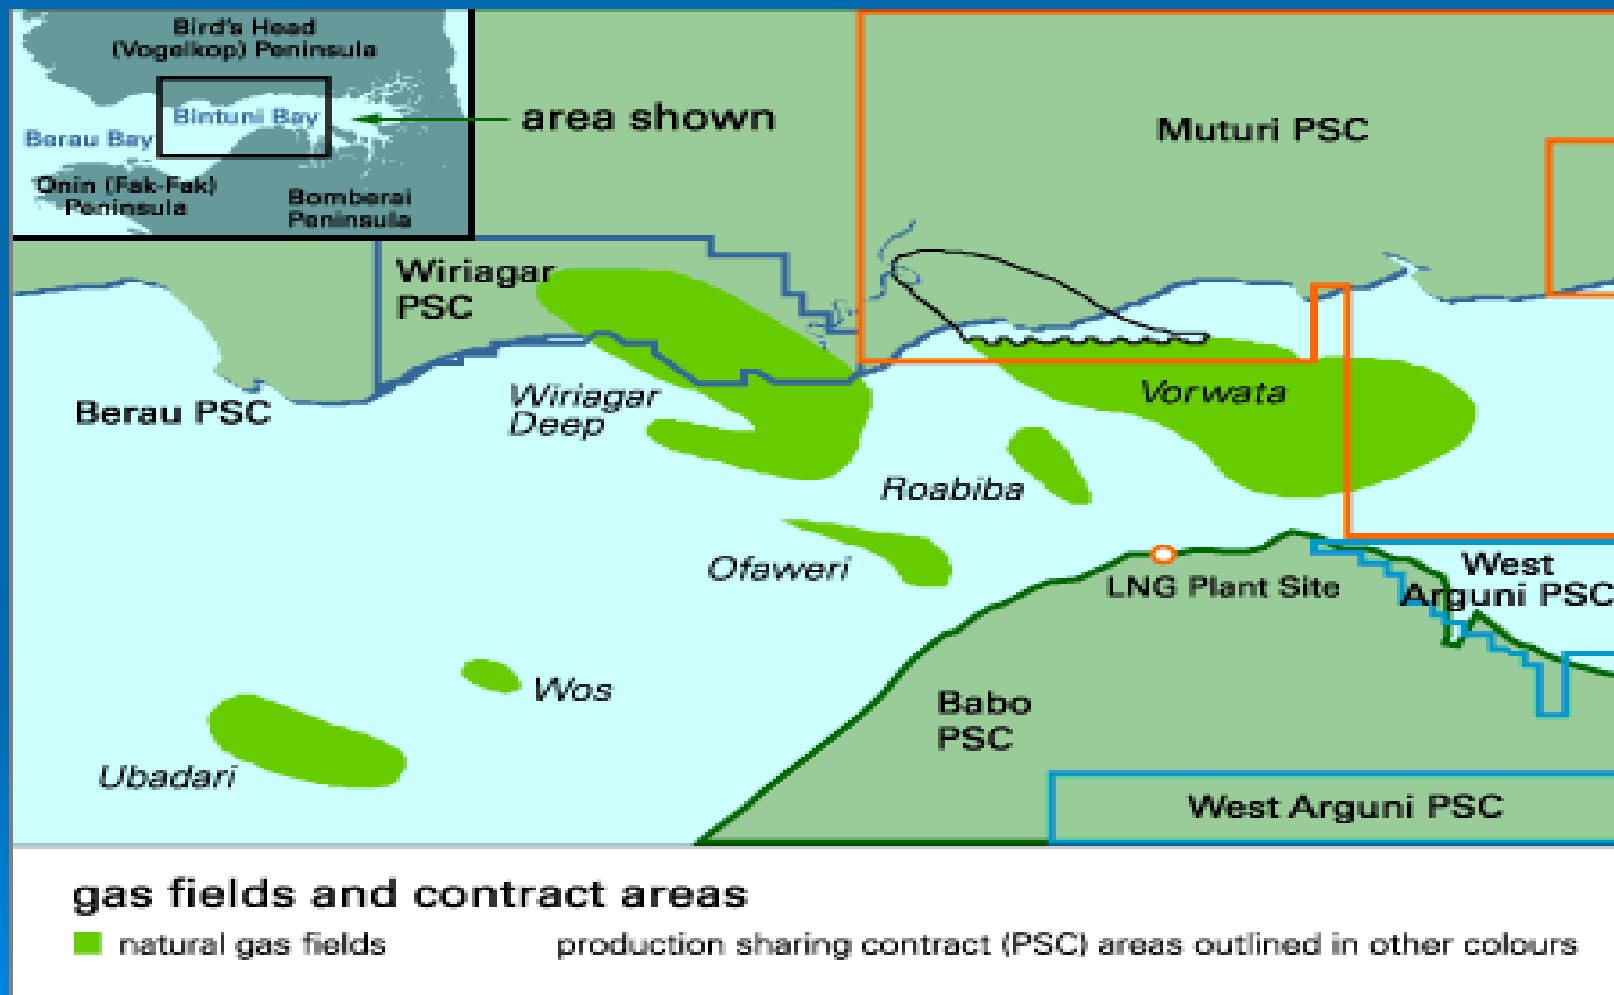 Bird's Head
(Vogelkop) Peninsula
Bintuni Bay
Berau Bay
Onin (Fak-Fak)
Peninsula
Bomberai
Peninsula
area shown
Muturi PSC
Wiriagar
PSC
Berau PSC
Wiriagar
Deep
Vorwata
Roabiba
Ofaweri
LNG Plant Site
West
Arguni PSC
Wos
Ubadari
Babo
PSC
West Arguni PSC
gas fields and contract areas
natural gas fields
production sharing contract (PSC) areas outlined in other colours